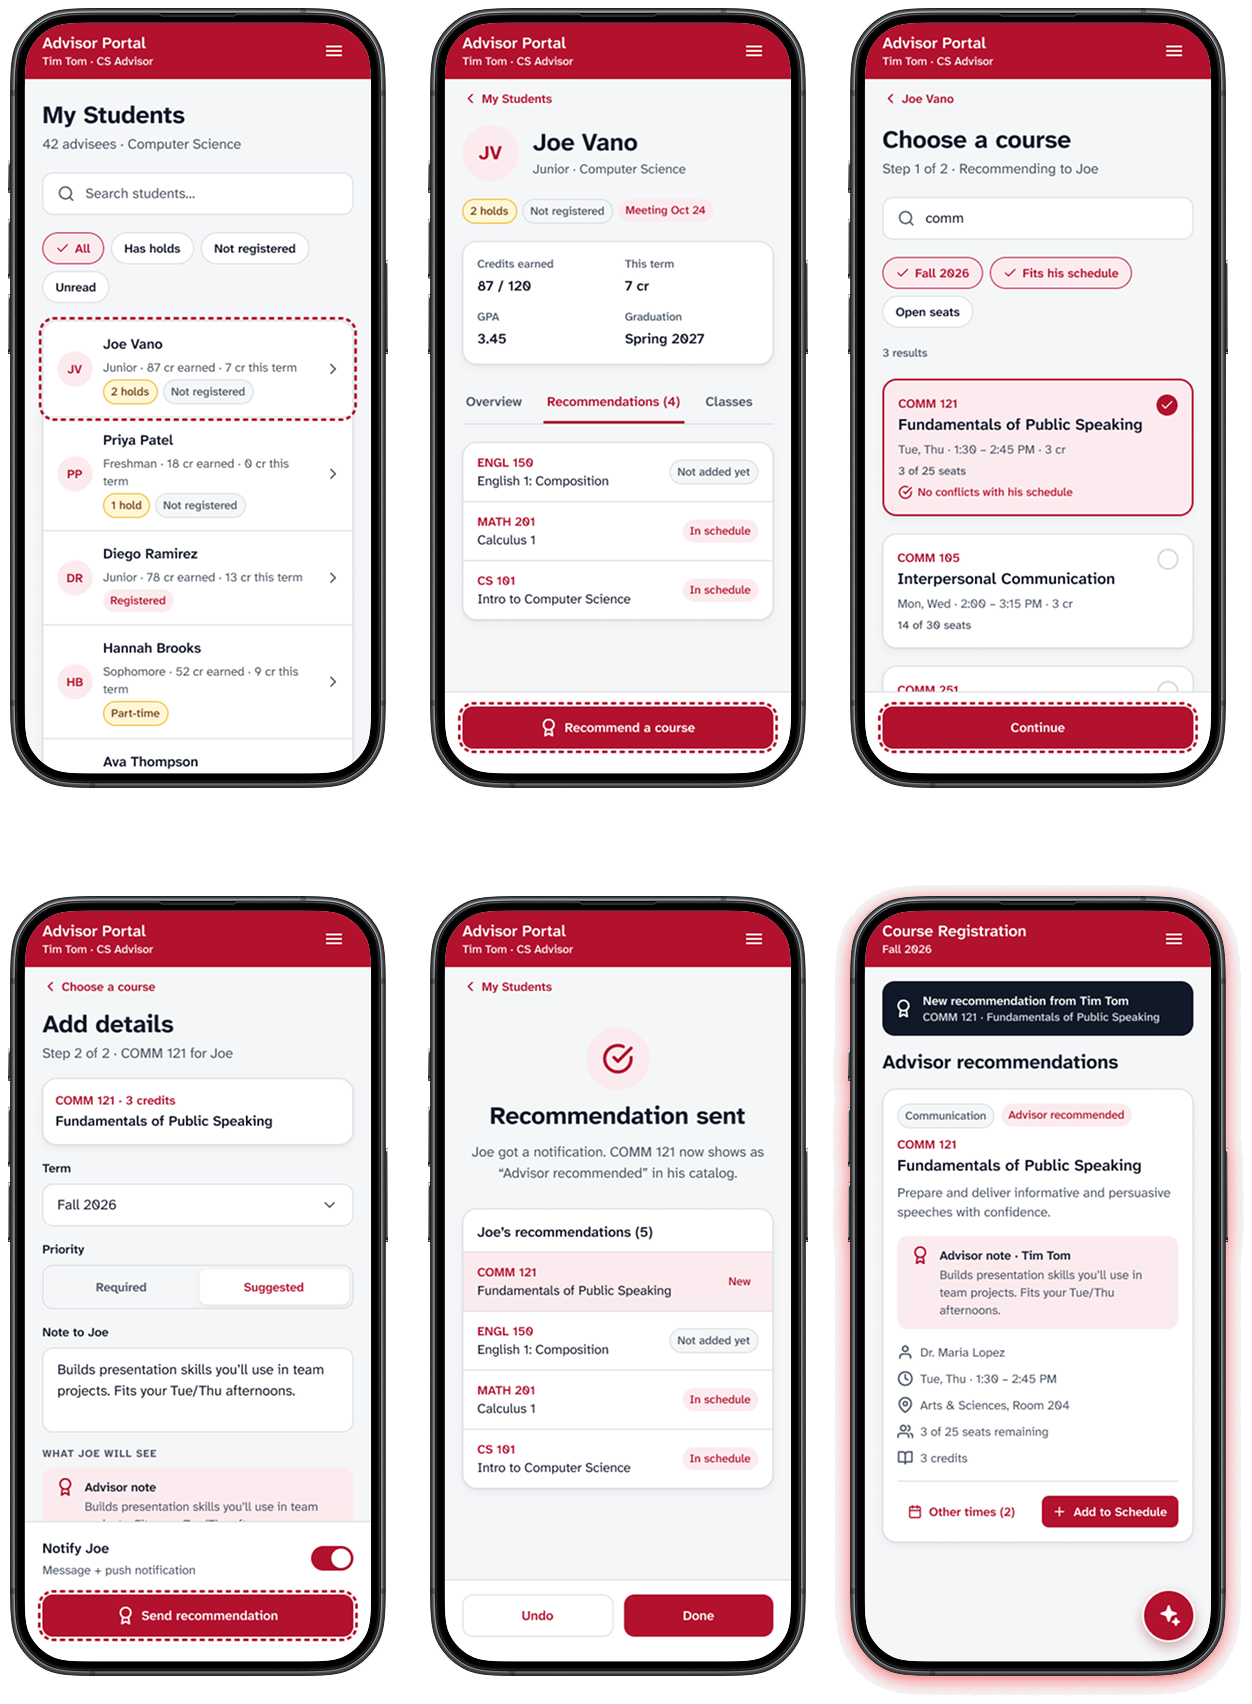 Advisor Portal
Tim Tom · CS Advisor
My Students
42 advisees · Computer Science
Search students...
All
Has holds
Not registered
Unread
Joe Vano
JV
Junior · 87 cr earned · 7 cr this term
2 holds
Not registered
Priya Patel
PP
Freshman · 18 cr earned · 0 cr this
term
1 hold
Not registered
Diego Ramirez
DR
Junior · 78 cr earned · 13 cr this term
Registered
Hannah Brooks
HB
Sophomore · 52 cr earned · 9 cr this
term
Part-time
Ava Thompson
Advisor Portal
Tim Tom · CS Advisor
My Students
JV
Joe Vano
Junior · Computer Science
2 holds
Not registered
Meeting Oct 24
Credits earned
This term
87 / 120
7 cr
GPA
Graduation
3.45
Spring 2027
Overview
Recommendations (4)
Classes
ENGL 150
English 1: Composition
Not added yet
MATH 201
Calculus 1
In schedule
CS 101
Intro to Computer Science
In schedule
Recommend a course
Advisor Portal
Tim Tom · CS Advisor
Joe Vano
Choose a course
Step 1 of 2 · Recommending to Joe
comm
Fall 2026
Fits his schedule
Open seats
3 results
COMM 121
Fundamentals of Public Speaking
Tue, Thu · 1:30 – 2:45 PM · 3 cr
3 of 25 seats
No conflicts with his schedule
COMM 105
Interpersonal Communication
Mon, Wed · 2:00 – 3:15 PM · 3 cr
14 of 30 seats
COMM 251
Continue
Advisor Portal
Tim Tom · CS Advisor
Choose a course
Add details
Step 2 of 2 · COMM 121 for Joe
COMM 121 · 3 credits
Fundamentals of Public Speaking
Term
Fall 2026
Priority
Required
Suggested
Note to Joe
Builds presentation skills you’ll use in team
projects. Fits your Tue/Thu afternoons.
WHAT JOE WILL SEE
Advisor note
Builds presentation skills you’ll use in team
Notify Joe
Message + push notification
Send recommendation
Advisor Portal
Tim Tom · CS Advisor
My Students
Recommendation sent
Joe got a notification. COMM 121 now shows as
“Advisor recommended” in his catalog.
Joe’s recommendations (5)
COMM 121
Fundamentals of Public Speaking
New
ENGL 150
English 1: Composition
Not added yet
MATH 201
Calculus 1
In schedule
CS 101
Intro to Computer Science
In schedule
Undo
Done
Course Registration
Fall 2026
New recommendation from Tim Tom
COMM 121 · Fundamentals of Public Speaking
Advisor recommendations
Communication
Advisor recommended
COMM 121
Fundamentals of Public Speaking
Prepare and deliver informative and persuasive
speeches with confidence.
Advisor note · Tim Tom
Builds presentation skills you’ll use in
team projects. Fits your Tue/Thu
afternoons.
Dr. Maria Lopez
Tue, Thu · 1:30 – 2:45 PM
Arts & Sciences, Room 204
3 of 25 seats remaining
3 credits
Other times (2)
Add to Schedule